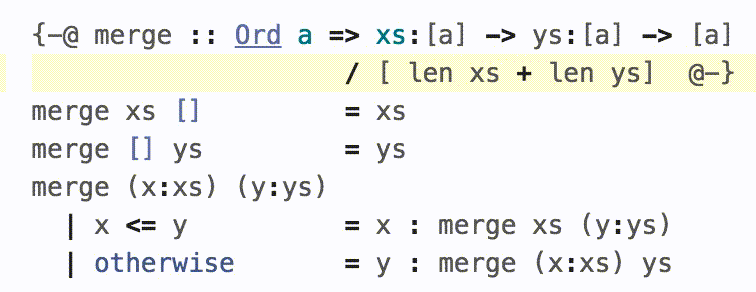 {-@ merge :: Ord a => xs:[a] -> ys:[a] -> [a]
/ [ len xs + len ys] @-}
merge xs [] = xs
merge [] ys = ys
merge (x:xs) (y:ys)
| x <= y = x : merge xs (y:ys)
| otherwise = y : merge (x:xs) ys